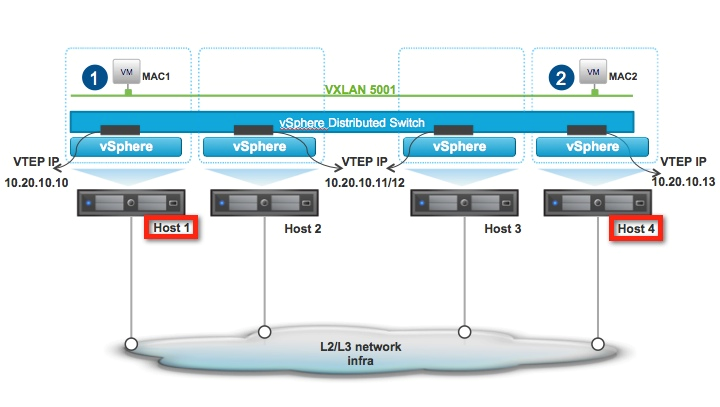 1
VM
MAC1
2
VM
MAC2
VXLAN 5001
vSphere Distributed Switch
vSphere
vSphere
vSphere
vSphere
VTEP IP
10.20.10.10
VTEP IP
10.20.10.11/12
VTEP IP
10.20.10.13
Host 1
Host 2
Host 3
Host 4
L2/L3 network
infra